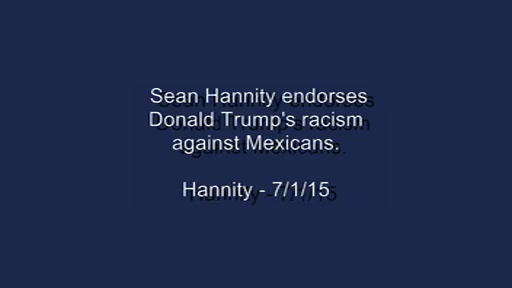 Sean Hannity endorses
Donald Trump's racism
against Mexicans.
Hannity - 7/1/15